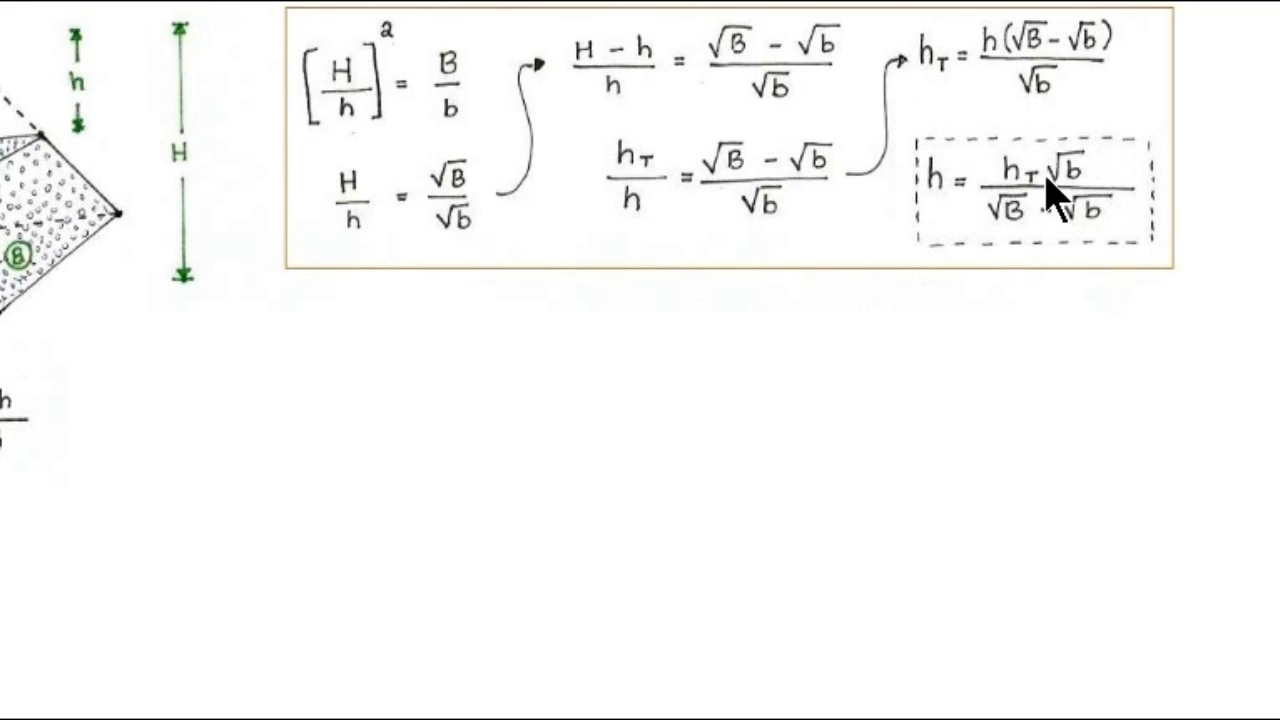 h
H
B
h
[H/h]² = B/b
H/h = √B/√b
(H - h)/h = (√B - √b)/√b
h_T/h = (√B - √b)/√b
h_T = h(√B - √b)/√b
h = h_T √b/(√B - √b)